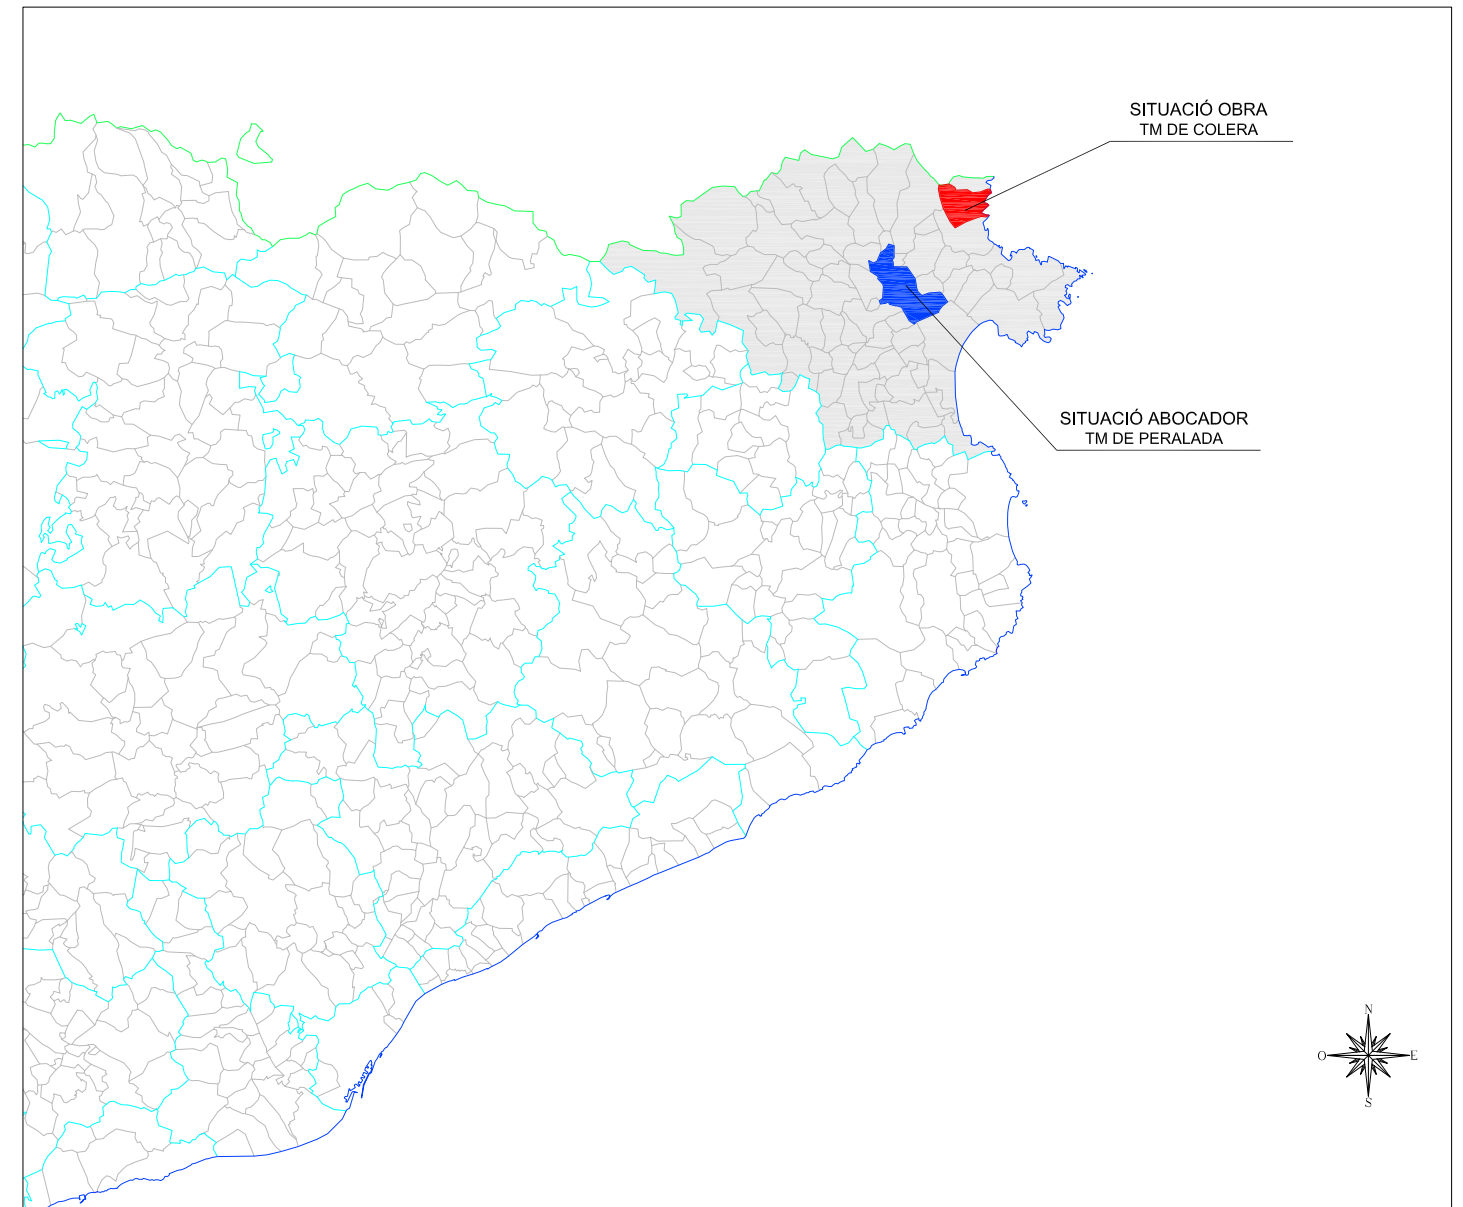 SITUACIÓ OBRA
TM DE COLERA
SITUACIÓ ABOCADOR
TM DE PERALADA
N
O
E
S